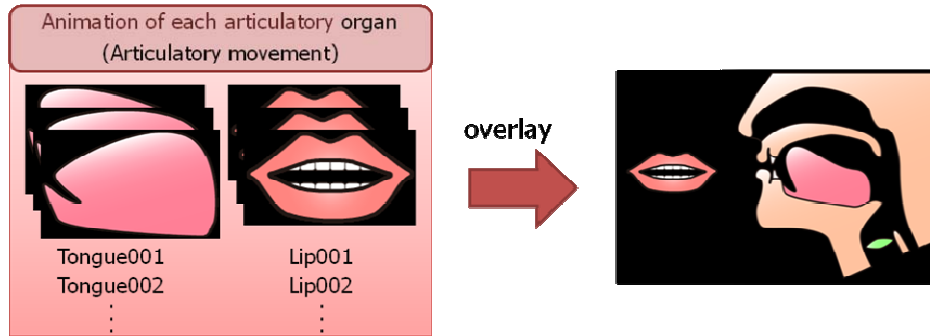 Animation of each articulatory organ
(Articulatory movement)
overlay
Tongue001
Lip001
Tongue002
Lip002
⋮
⋮